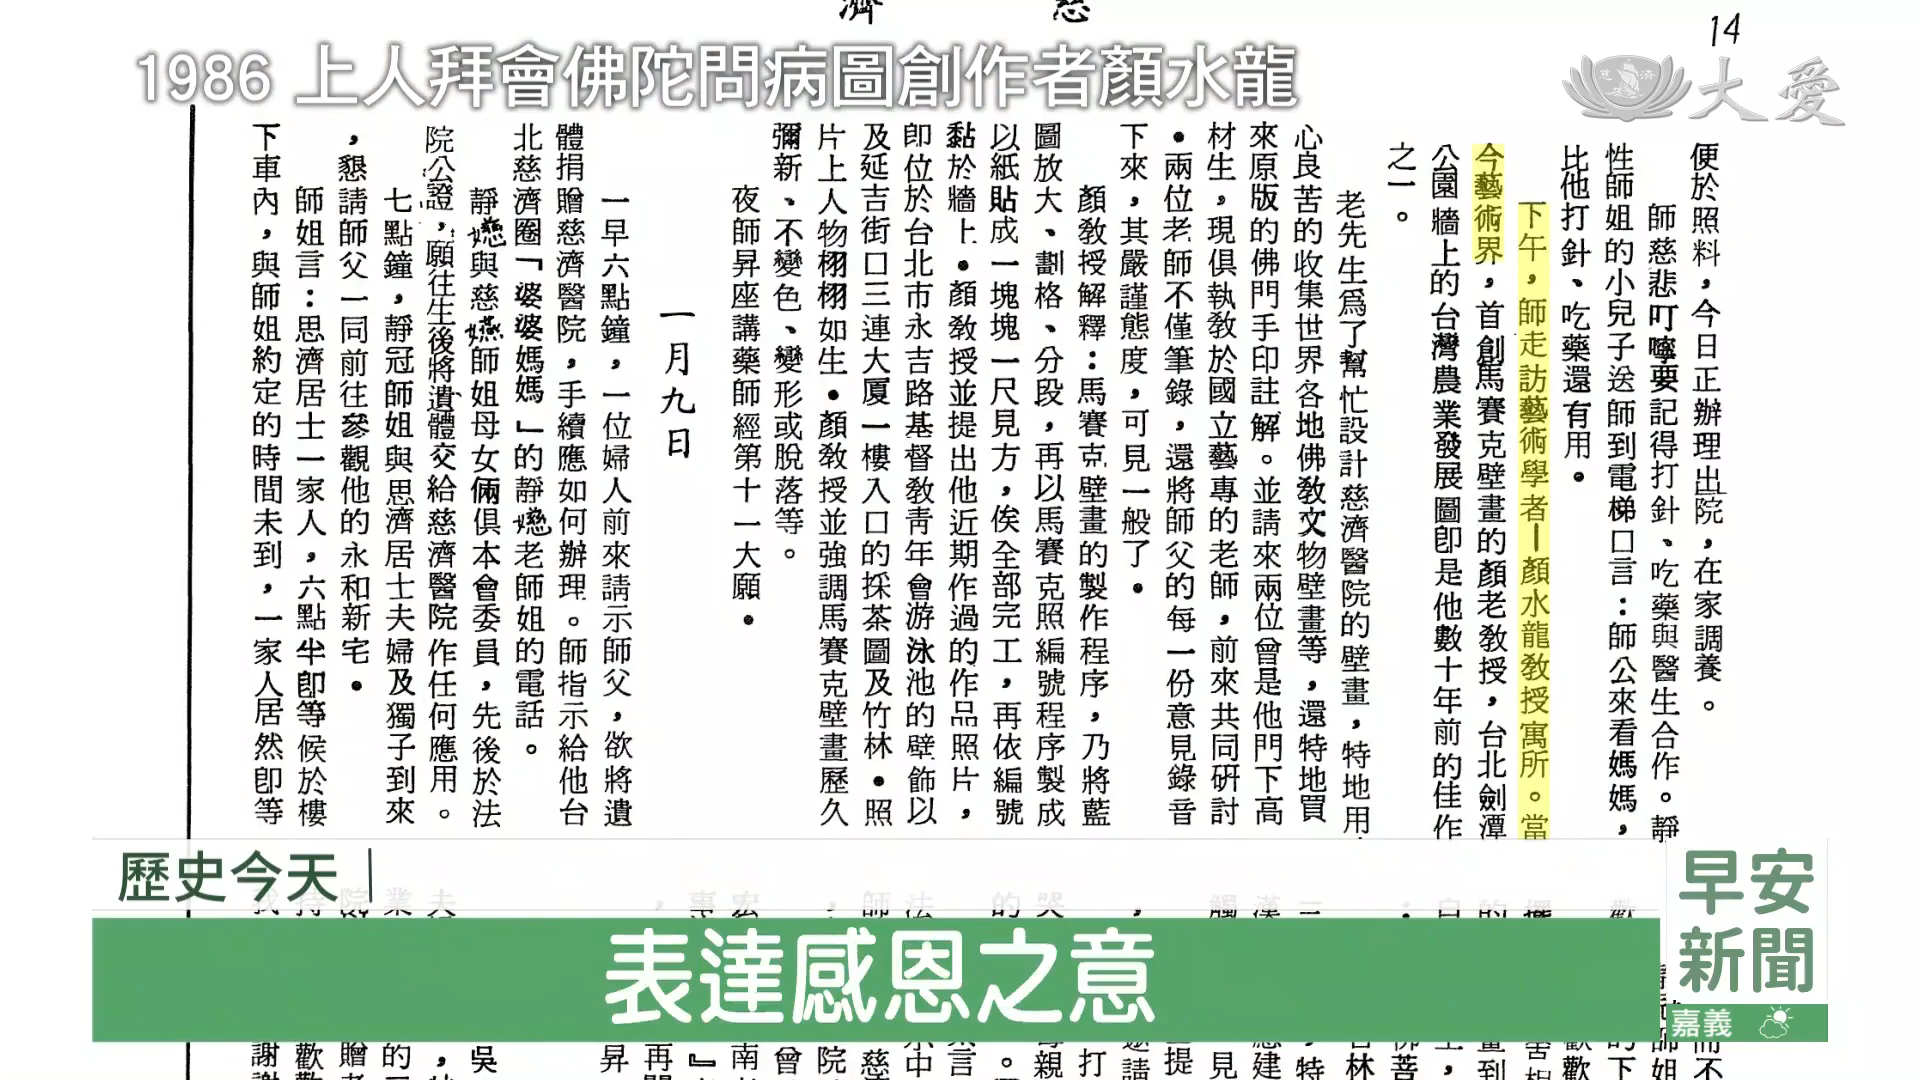 慈濟
14
1986 上人拜會佛陀問病圖創作者顏水龍
大愛
便於照料，今日正辦理出院，在家調養。
師慈悲叮嚀要記得打針、吃藥與醫生合作。靜
性師姐的小兒子送師到電梯口言：師公來看媽媽，
比他打針、吃藥還有用。
下午，師走訪藝術學者—顏水龍教授寓所。當
今藝術界，首創馬賽克壁畫的顏老教授，台北劍潭
公園牆上的台灣農業發展圖即是他數十年前的佳作
之一。
老先生為了幫忙設計慈濟醫院的壁畫，特地用
心良苦的收集世界各地佛教文物壁畫等，還特地買
來原版的佛門手印註解。並請來兩位曾是他門下高
材生，現俱執教於國立藝專的老師，前來共同研討
。兩位老師不僅筆錄，還將師父的每一份意見錄音
下來，其嚴謹態度，可見一般了。
顏教授解釋：馬賽克壁畫的製作程序，乃將藍
圖放大、劃格、分段，再以馬賽克照編號程序製成
以紙貼成一塊塊一尺見方，俟全部完工，再依編號
黏於牆上。顏教授並提出他近期作過的作品照片，
即位於台北市永吉路基督教青年會游泳池的壁飾以
及延吉街口三連大厦一樓入口的採茶圖及竹林。照
片上人物栩栩如生。顏教授並強調馬賽克壁畫歷久
彌新、不變色、變形或脫落等。
夜師昇座講藥師經第十一大願。
一月九日
一早六點鐘，一位婦人前來請示師父，欲將遺
體捐贈慈濟醫院，手續應如何辦理。師指示給他台
北慈濟圈「婆婆媽媽」的靜㦤老師姐的電話。
靜㦤與慈嬿師姐母女倆俱本會委員，先後於法
院公證，願往生後將遺體交給慈濟醫院作任何應用。
七點鐘，靜冠師姐與思濟居士夫婦及獨子到來
，懇請師父一同前往參觀他的永和新宅。
師姐言：思濟居士一家人，六點半即等候於樓
下車內，與師姐約定的時間未到，一家人居然即等
歷史今天
表達感恩之意
早安
新聞
嘉義